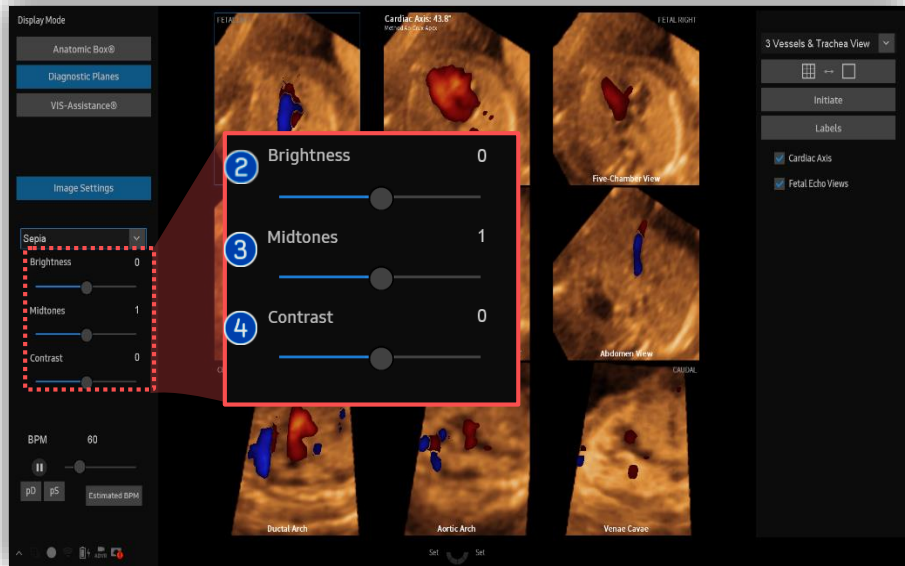 Display Mode
Anatomic Box®
Diagnostic Planes
VIS-Assistance®
Image Settings
Sepia
Brightness 0
Midtones 1
Contrast 0
BPM 60
pD pS Estimated BPM
ADVR
FETAL
Cardiac Axis: 43.8°
FETAL RIGHT
2 Brightness 0
3 Midtones 1
4 Contrast 0
Five-Chamber View
Abdomen View
CAUDAL
Ductal Arch
Aortic Arch
Venae Cavae
Set Set
3 Vessels & Trachea View
Initiate
Labels
Cardiac Axis
Fetal Echo Views